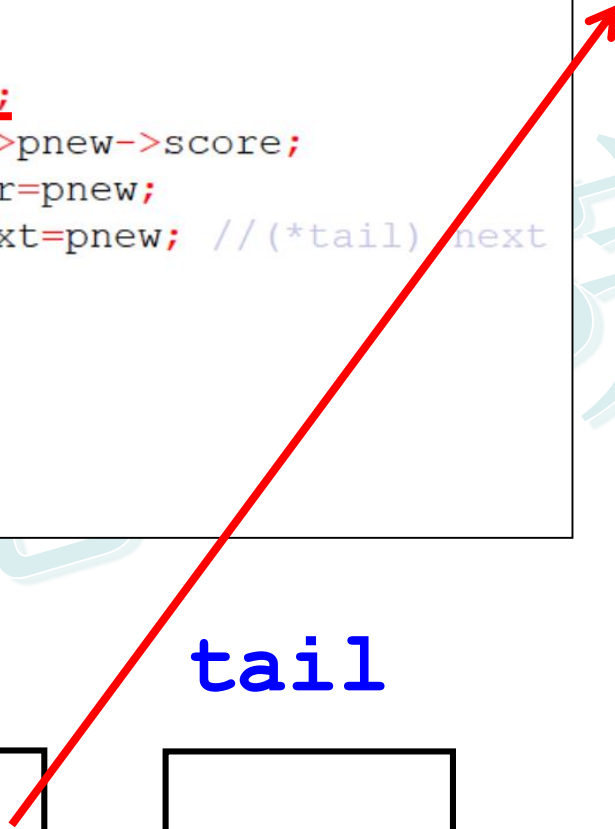 ;
>pnew->score;
r=pnew;
xt=pnew; //(*tail) next
tail